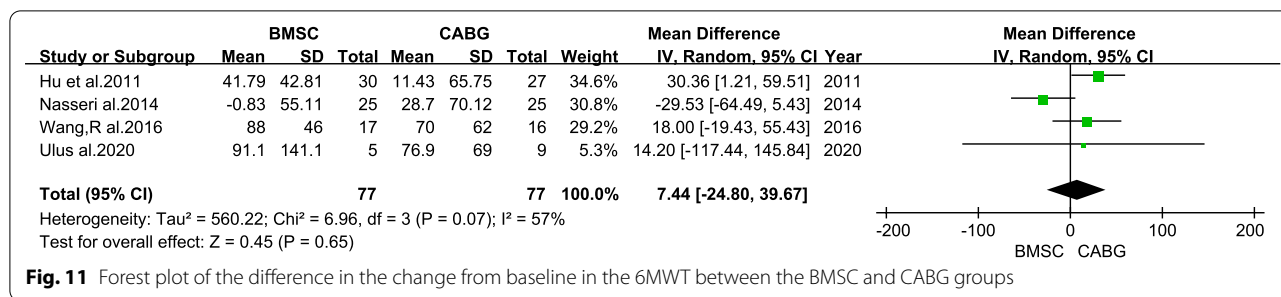 BMSC CABG Mean Difference Mean Difference
Study or Subgroup Mean SD Total Mean SD Total Weight IV, Random, 95% CI Year IV, Random, 95% CI
Hu et al.2011 41.79 42.81 30 11.43 65.75 27 34.6% 30.36 [1.21, 59.51] 2011
Nasseri al.2014 -0.83 55.11 25 28.7 70.12 25 30.8% -29.53 [-64.49, 5.43] 2014
Wang,R al.2016 88 46 17 70 62 16 29.2% 18.00 [-19.43, 55.43] 2016
Ulus al.2020 91.1 141.1 5 76.9 69 9 5.3% 14.20 [-117.44, 145.84] 2020
Total (95% CI) 77 77 100.0% 7.44 [-24.80, 39.67]
Heterogeneity: Tau² = 560.22; Chi² = 6.96, df = 3 (P = 0.07); I² = 57%
Test for overall effect: Z = 0.45 (P = 0.65)
-200 -100 0 100 200
BMSC CABG
Fig. 11 Forest plot of the difference in the change from baseline in the 6MWT between the BMSC and CABG groups